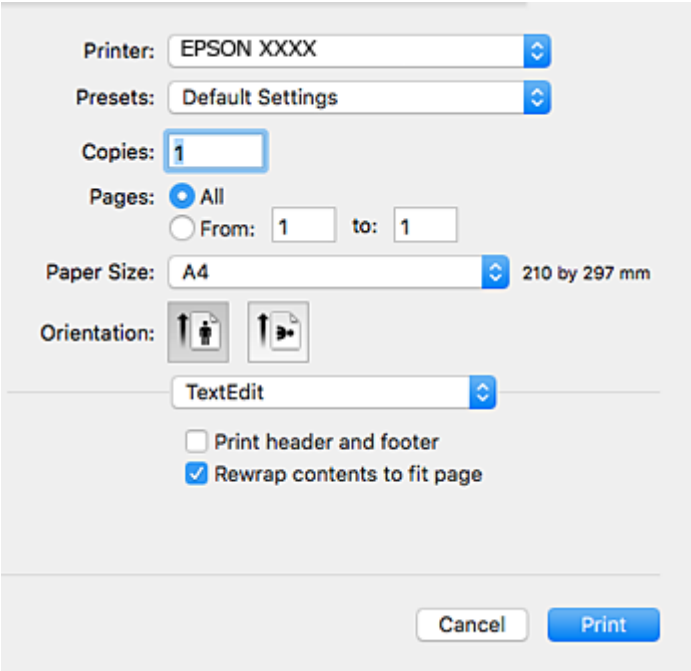 Printer: EPSON XXXX
Presets: Default Settings
Copies: 1
Pages: All
From: 1 to: 1
Paper Size: A4 210 by 297 mm
Orientation:
TextEdit
Print header and footer
Rewrap contents to fit page
Cancel Print